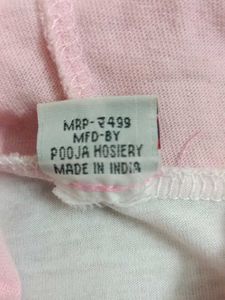 MRP-₹499
MFD-BY
POOJA HOSIERY
MADE IN INDIA